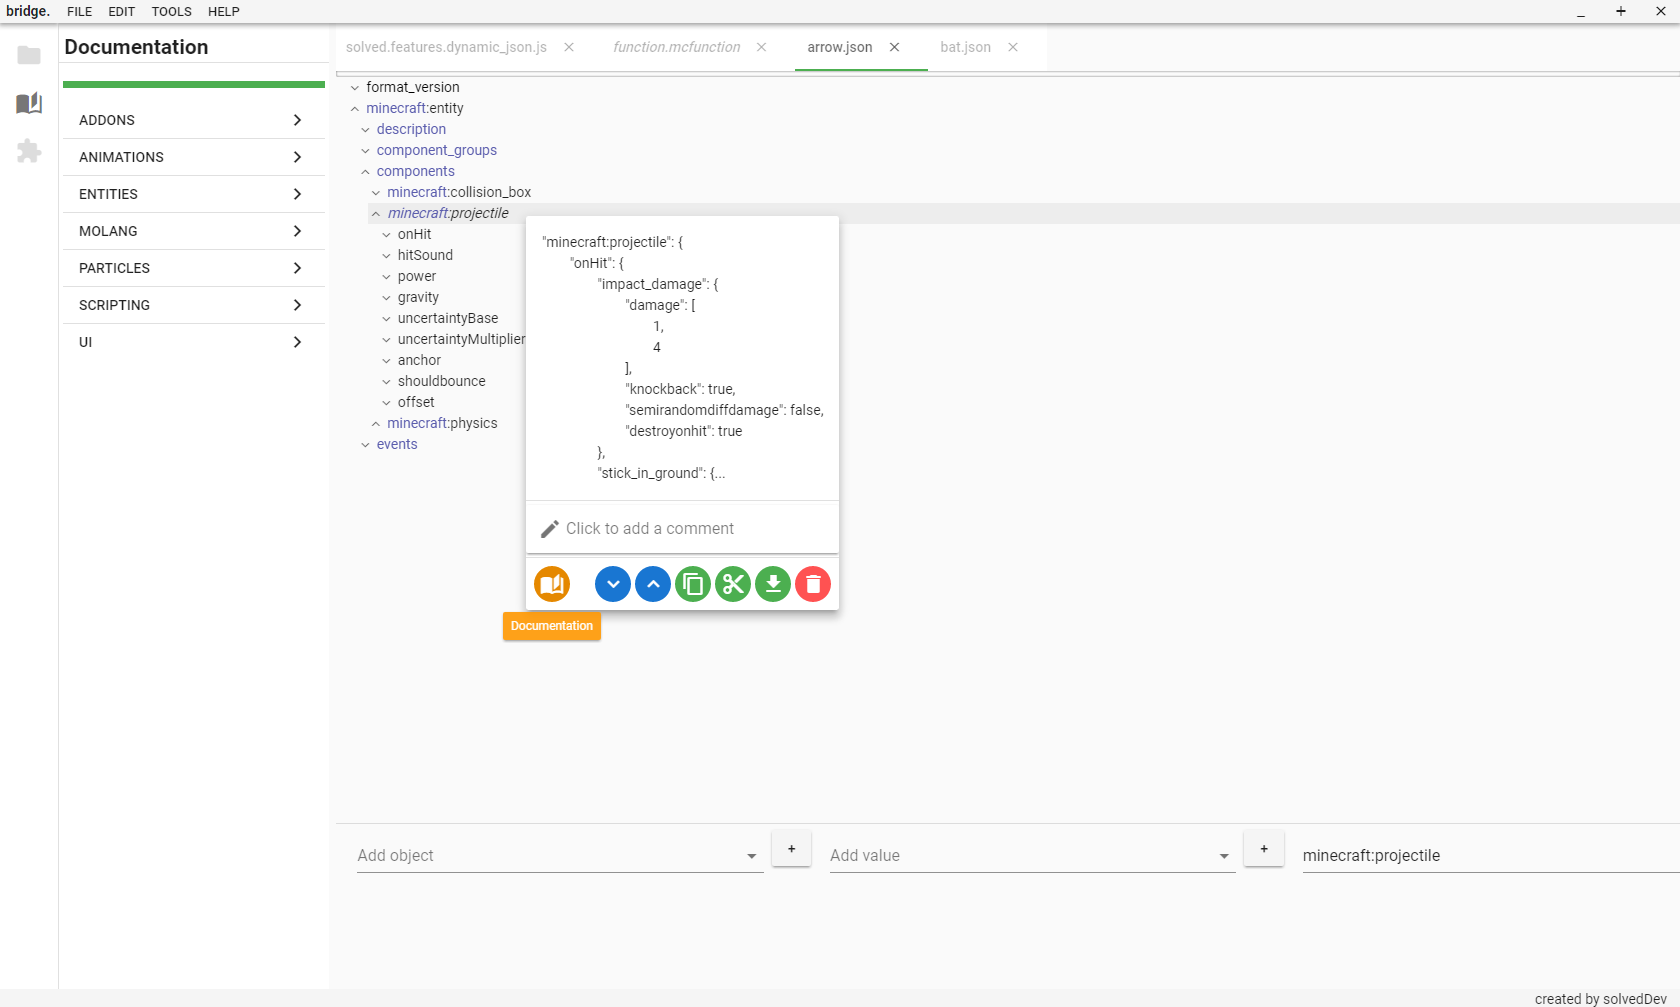 bridge. FILE EDIT TOOLS HELP
Documentation
ADDONS
ANIMATIONS
ENTITIES
MOLANG
PARTICLES
SCRIPTING
UI
solved.features.dynamic_json.js
function.mcfunction
arrow.json
bat.json
format_version
minecraft:entity
description
component_groups
components
minecraft:collision_box
minecraft:projectile
onHit
hitSound
power
gravity
uncertaintyBase
uncertaintyMultiplier
anchor
shouldbounce
offset
minecraft:physics
events
"minecraft:projectile": {
"onHit": {
"impact_damage": {
"damage": [
1,
4
],
"knockback": true,
"semirandomdiffdamage": false,
"destroyonhit": true
},
"stick_in_ground": {...
Click to add a comment
Documentation
Add object
+
Add value
+
minecraft:projectile
created by solvedDev